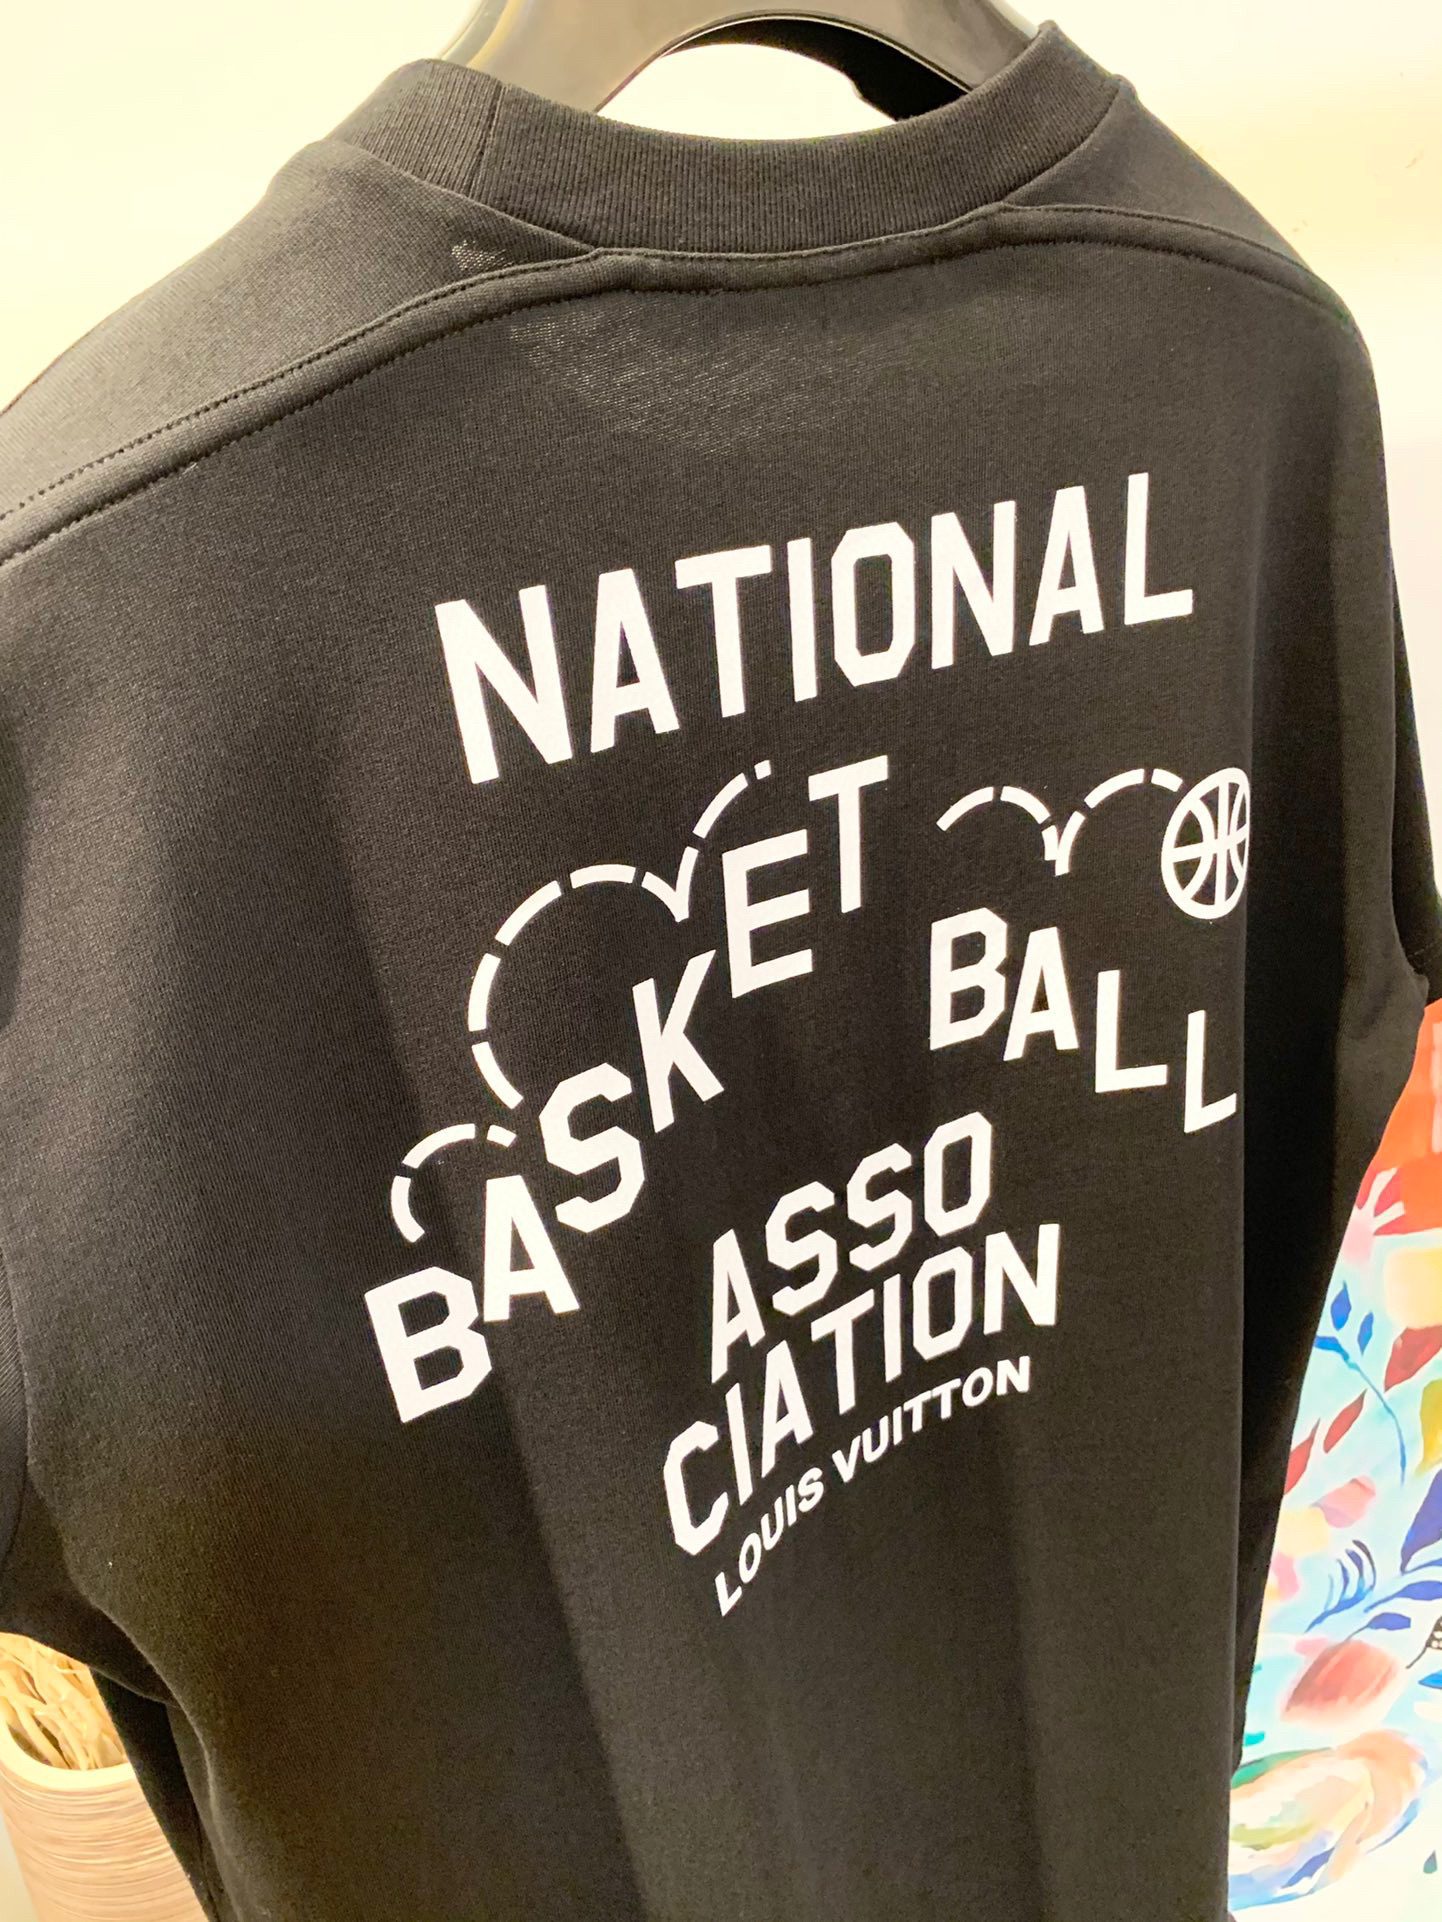 NATIONAL
BASKET BALL
ASSO
CIATION
LOUIS VUITTON